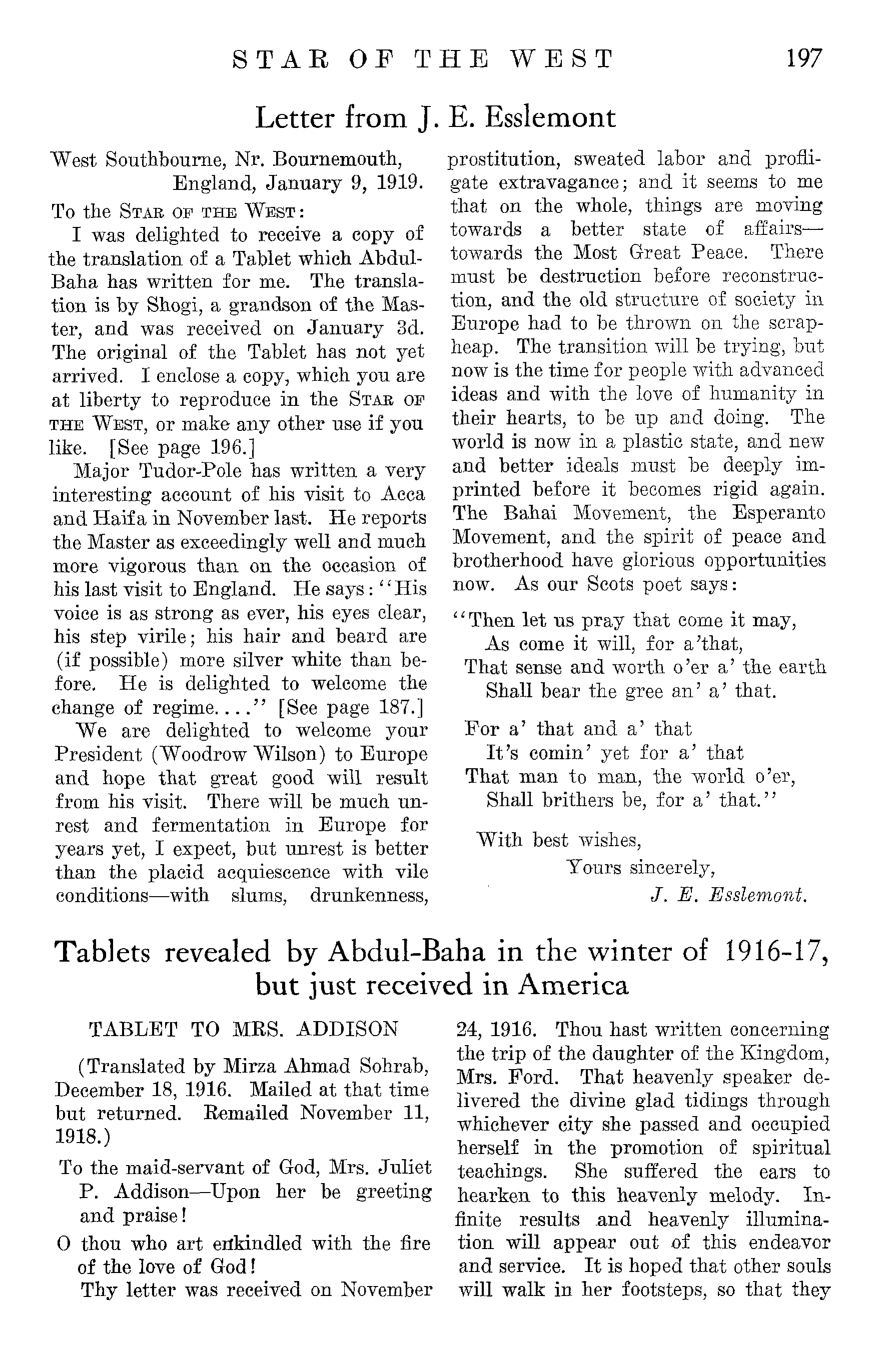 STAR OF THE WEST 197
Letter from J. E. Esslemont
West Southbourne, Nr. Bournemouth,
England, January 9, 1919.
To the STAR OF THE WEST:
I was delighted to receive a copy of
the translation of a Tablet which Abdul-
Baha has written for me. The transla-
tion is by Shogi, a grandson of the Mas-
ter, and was received on January 3d.
The original of the Tablet has not yet
arrived. I enclose a copy, which you are
at liberty to reproduce in the STAR OF
THE WEST, or make any other use if you
like. [See page 196.]
Major Tudor-Pole has written a very
interesting account of his visit to Acca
and Haifa in November last. He reports
the Master as exceedingly well and much
more vigorous than on the occasion of
his last visit to England. He says: "His
voice is as strong as ever, his eyes clear,
his step virile; his hair and beard are
(if possible) more silver white than be-
fore. He is delighted to welcome the
change of regime...." [See page 187.]
We are delighted to welcome your
President (Woodrow Wilson) to Europe
and hope that great good will result
from his visit. There will be much un-
rest and fermentation in Europe for
years yet, I expect, but unrest is better
than the placid acquiescence with vile
conditions—with slums, drunkenness,
prostitution, sweated labor and profli-
gate extravagance; and it seems to me
that on the whole, things are moving
towards a better state of affairs—
towards the Most Great Peace. There
must be destruction before reconstruc-
tion, and the old structure of society in
Europe had to be thrown on the scrap-
heap. The transition will be trying, but
now is the time for people with advanced
ideas and with the love of humanity in
their hearts, to be up and doing. The
world is now in a plastic state, and new
and better ideals must be deeply im-
printed before it becomes rigid again.
The Bahai Movement, the Esperanto
Movement, and the spirit of peace and
brotherhood have glorious opportunities
now. As our Scots poet says:
"Then let us pray that come it may,
As come it will, for a'that,
That sense and worth o'er a' the earth
Shall bear the gree an' a' that.
For a' that and a' that
It's comin' yet for a' that
That man to man, the world o'er,
Shall brithers be, for a' that."
With best wishes,
Yours sincerely,
J. E. Esslemont.
Tablets revealed by Abdul-Baha in the winter of 1916-17,
but just received in America
TABLET TO MRS. ADDISON
(Translated by Mirza Ahmad Sohrab,
December 18, 1916. Mailed at that time
but returned. Remailed November 11,
1918.)
To the maid-servant of God, Mrs. Juliet
P. Addison—Upon her be greeting
and praise!
O thou who art enkindled with the fire
of the love of God!
Thy letter was received on November
24, 1916. Thou hast written concerning
the trip of the daughter of the Kingdom,
Mrs. Ford. That heavenly speaker de-
livered the divine glad tidings through
whichever city she passed and occupied
herself in the promotion of spiritual
teachings. She suffered the ears to
hearken to this heavenly melody. In-
finite results and heavenly illumina-
tion will appear out of this endeavor
and service. It is hoped that other souls
will walk in her footsteps, so that they